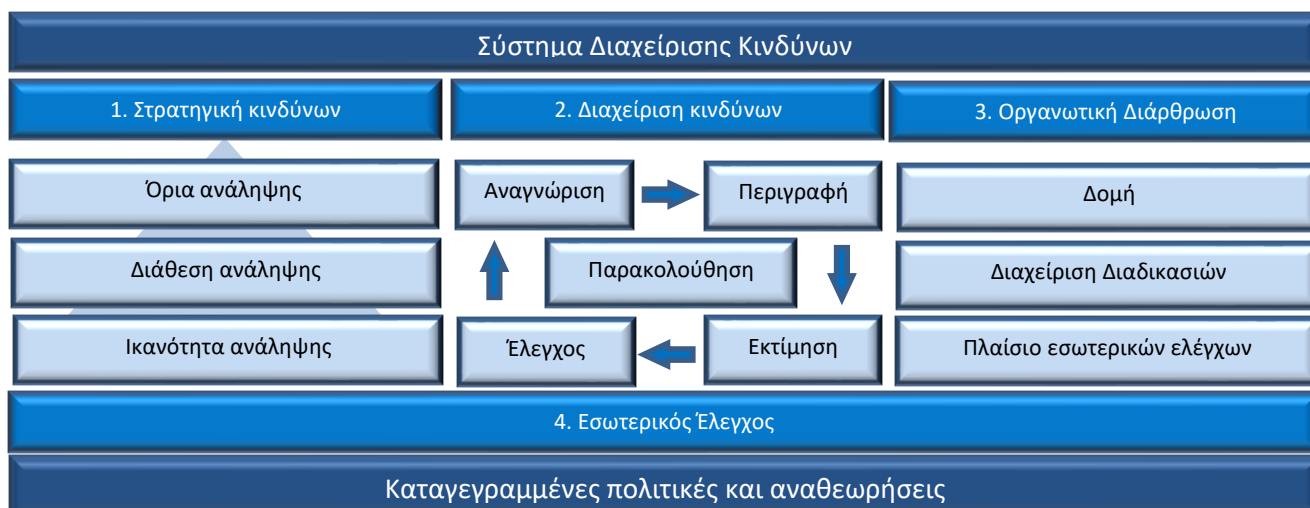 Σύστημα Διαχείρισης Κινδύνων
1. Στρατηγική κινδύνων
2. Διαχείριση κινδύνων
3. Οργανωτική Διάρθρωση
Όρια ανάληψης
Αναγνώριση
Περιγραφή
Δομή
Διάθεση ανάληψης
Παρακολούθηση
Διαχείριση Διαδικασιών
Ικανότητα ανάληψης
Έλεγχος
Εκτίμηση
Πλαίσιο εσωτερικών ελέγχων
4. Εσωτερικός Έλεγχος
Καταγεγραμμένες πολιτικές και αναθεωρήσεις